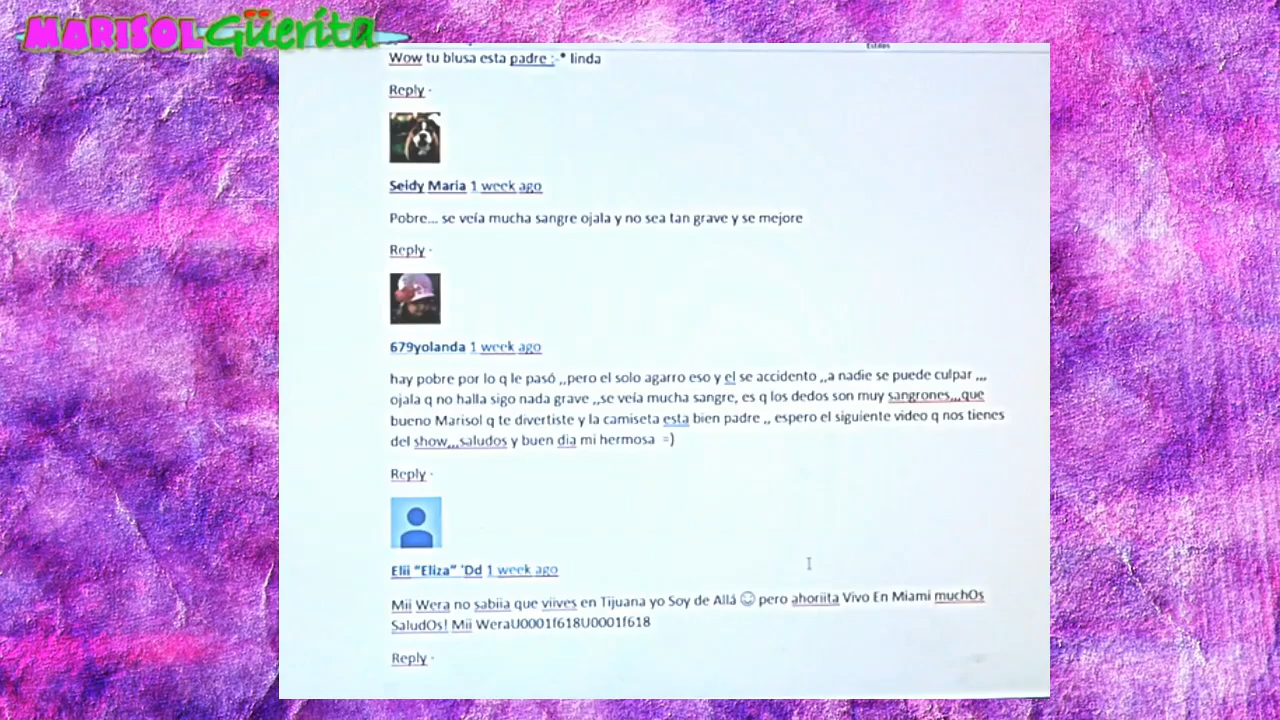 MARISOL Güerita
Estilos
Wow tu blusa esta padre :-* linda
Reply ·
Seidy Maria 1 week ago
Pobre... se veía mucha sangre ojala y no sea tan grave y se mejore
Reply ·
679yolanda 1 week ago
hay pobre por lo q le pasó ,,pero el solo agarro eso y el se accidento ,,a nadie se puede culpar ,,,
ojala q no halla sigo nada grave ,,se veía mucha sangre, es q los dedos son muy sangrones,,,que
bueno Marisol q te divertiste y la camiseta esta bien padre ,, espero el siguiente video q nos tienes
del show,,,saludos y buen dia mi hermosa =)
Reply ·
Elii "Eliza" 'Dd 1 week ago
Mii Wera no sabiia que viives en Tijuana yo Soy de Allá ☺ pero ahoriita Vivo En Miami muchOs
SaludOs! Mii WeraU0001f618U0001f618
Reply ·